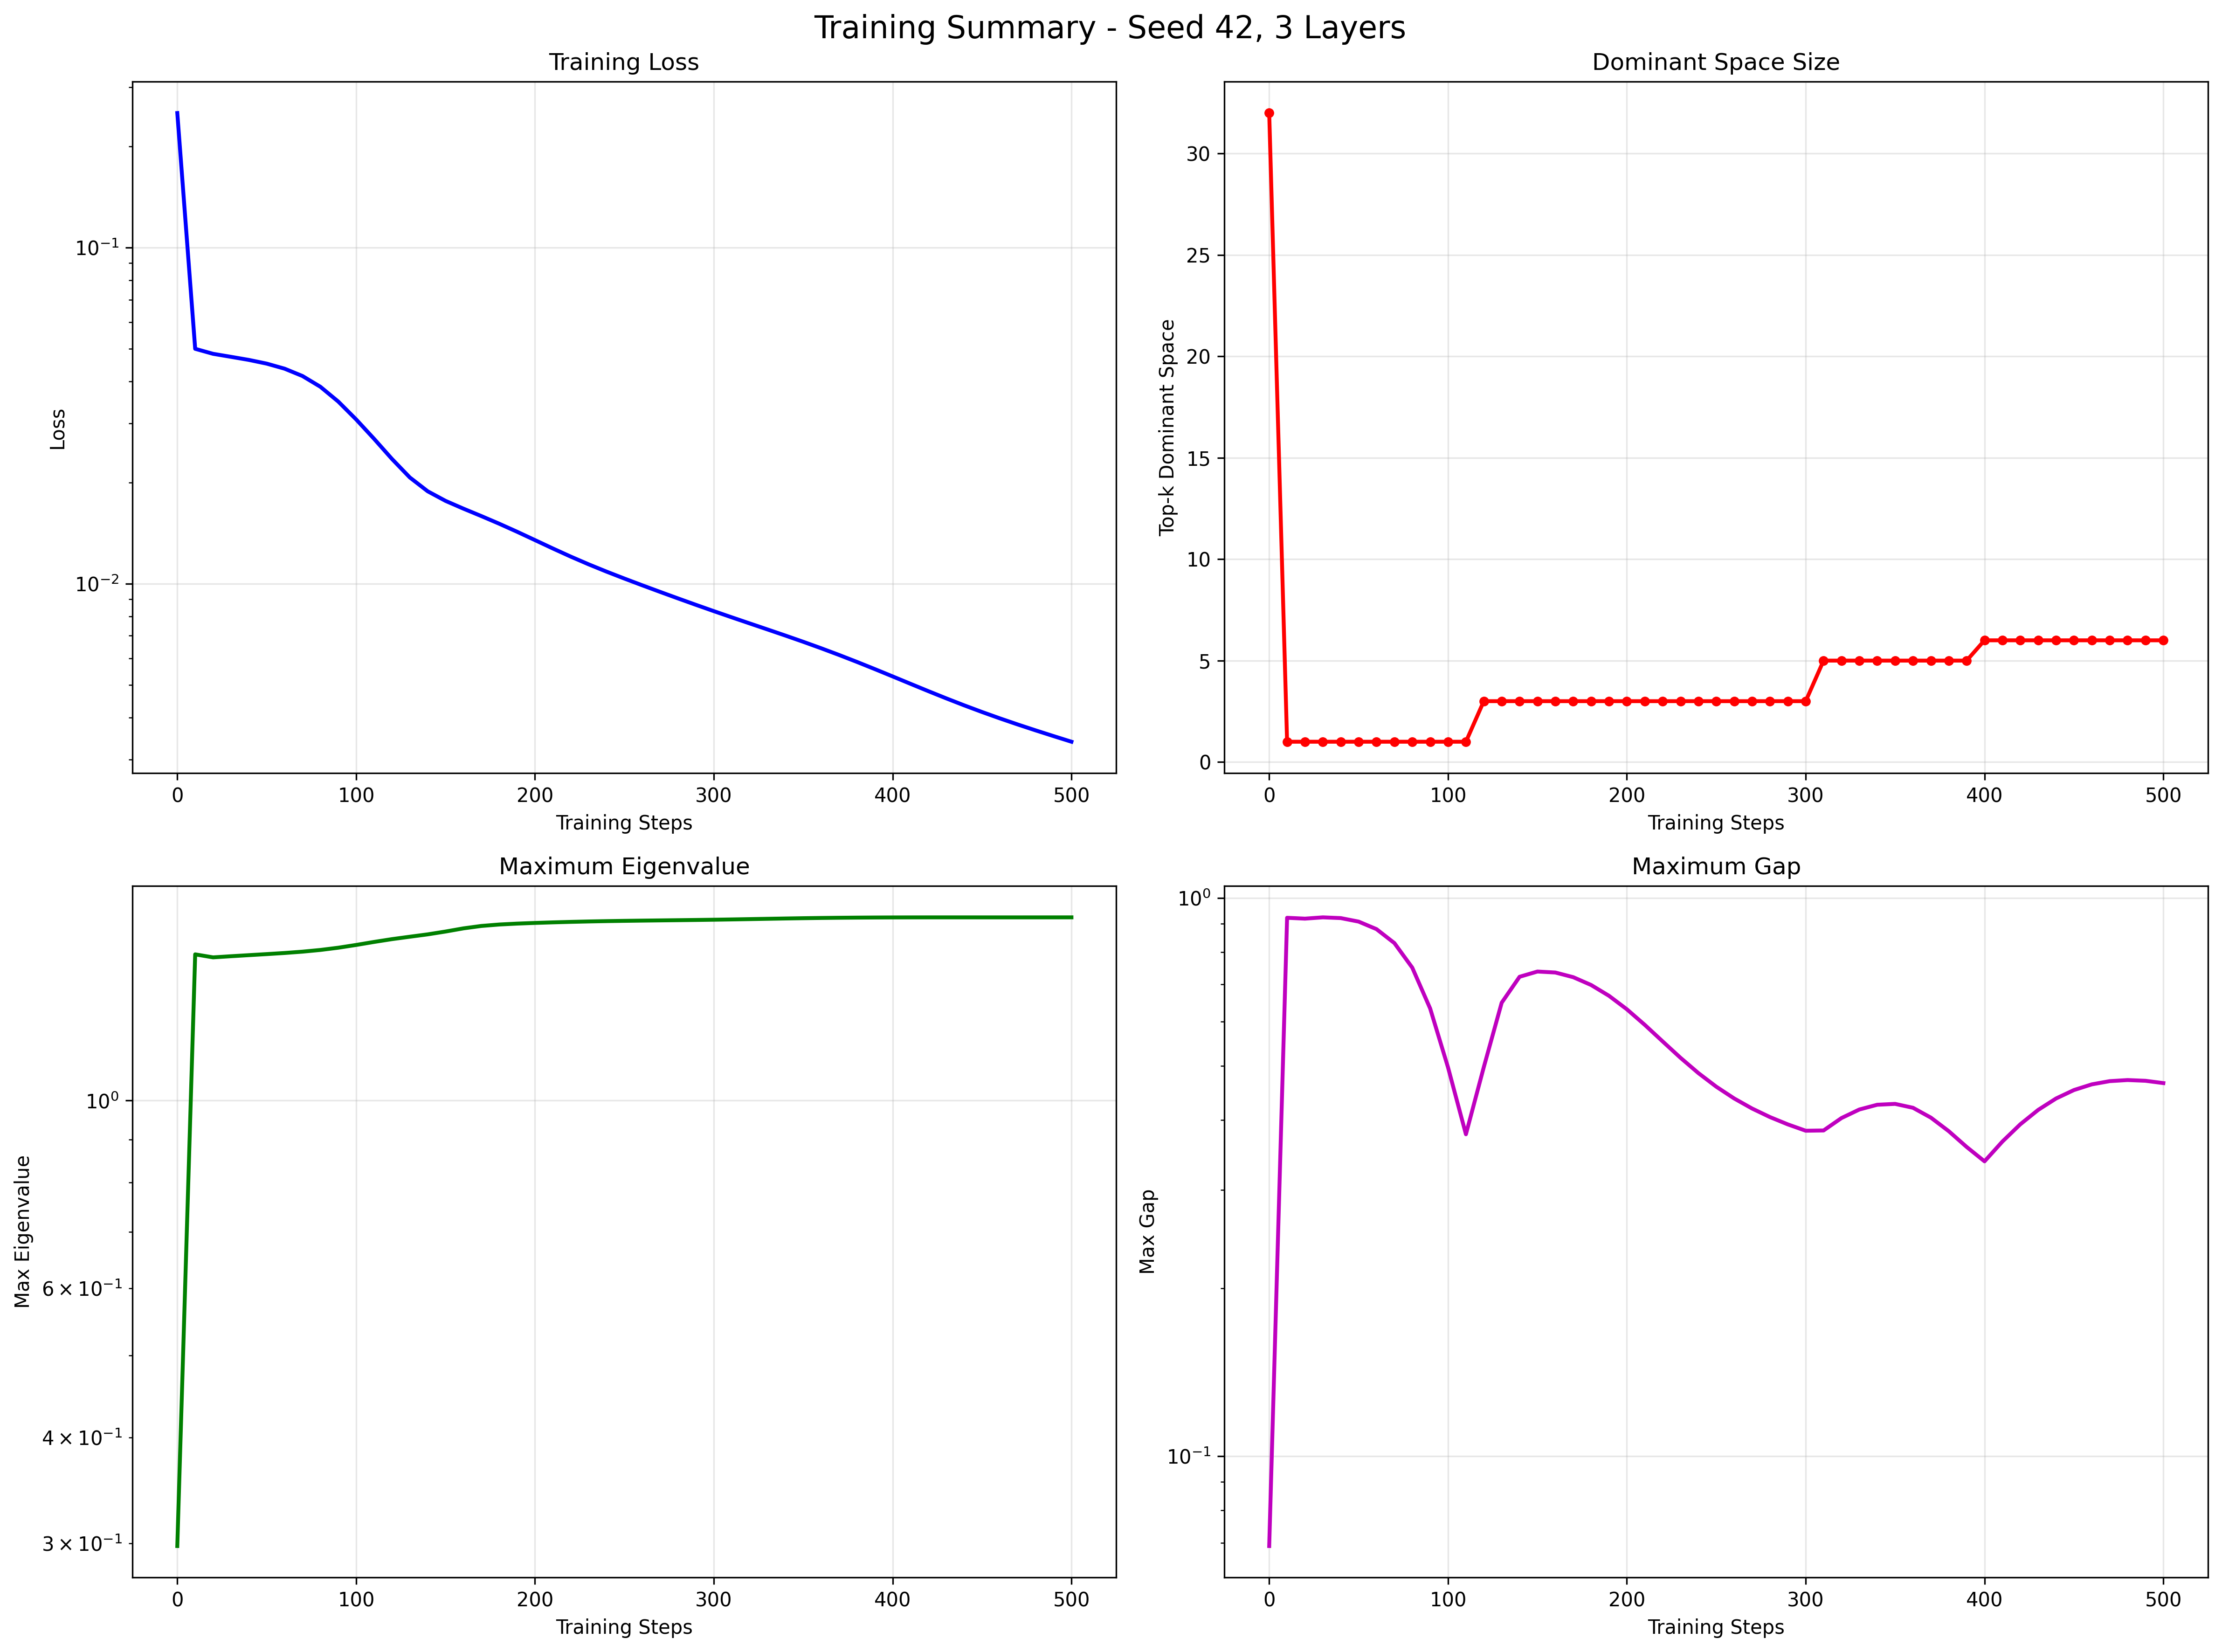 Training Summary - Seed 42, 3 Layers
Training Loss
Loss
10⁻¹
10⁻²
0 100 200 300 400 500
Training Steps
Dominant Space Size
Top-k Dominant Space
30
25
20
15
10
5
0
0 100 200 300 400 500
Training Steps
Maximum Eigenvalue
Max Eigenvalue
10⁰
6 × 10⁻¹
4 × 10⁻¹
3 × 10⁻¹
0 100 200 300 400 500
Training Steps
Maximum Gap
Max Gap
10⁰
10⁻¹
0 100 200 300 400 500
Training Steps